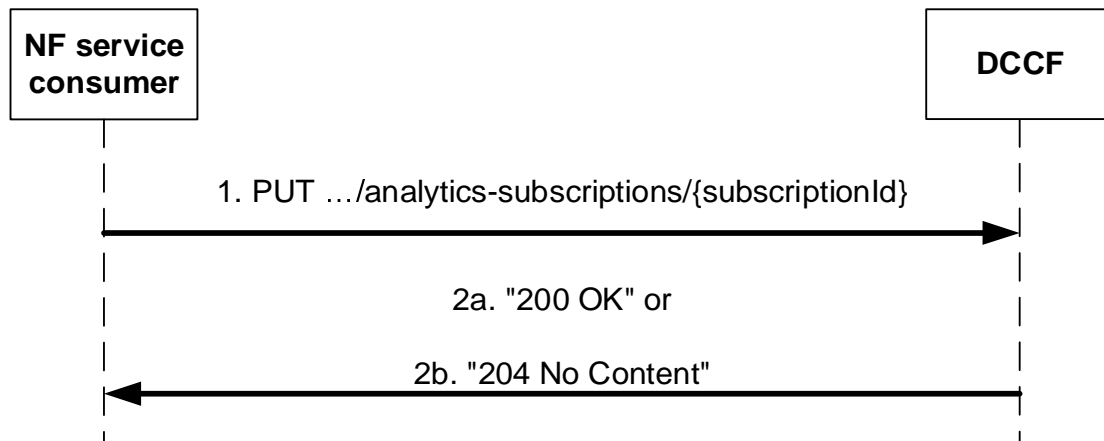 NF service
consumer
DCCF
1. PUT …/analytics-subscriptions/{subscriptionId}
2a. "200 OK" or
2b. "204 No Content"